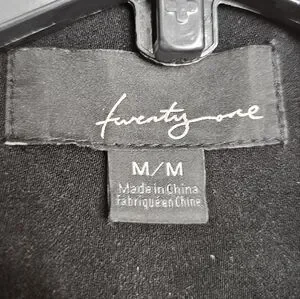 twenty one
M/M
Made in China
Fabriqué en Chine